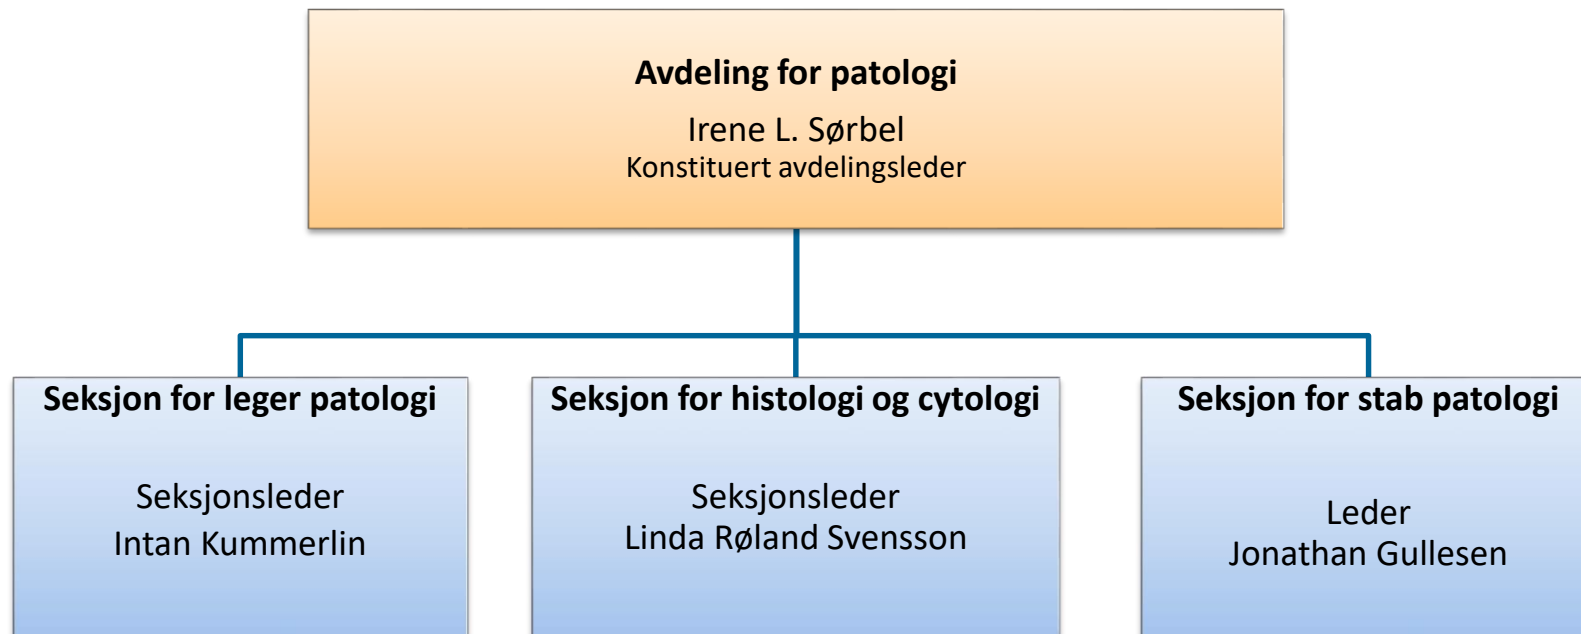 Avdeling for patologi
Irene L. Sørbel
Konstituert avdelingsleder
Seksjon for leger patologi
Seksjonsleder
Intan Kummerlin
Seksjon for histologi og cytologi
Seksjonsleder
Linda Røland Svensson
Seksjon for stab patologi
Leder
Jonathan Gullesen